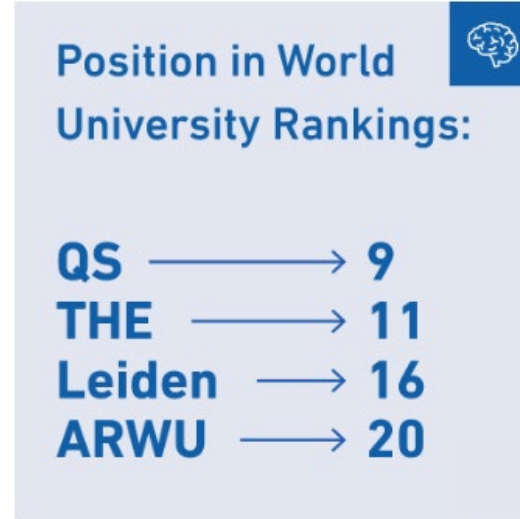 Position in World
University Rankings:
QS → 9
THE → 11
Leiden → 16
ARWU → 20